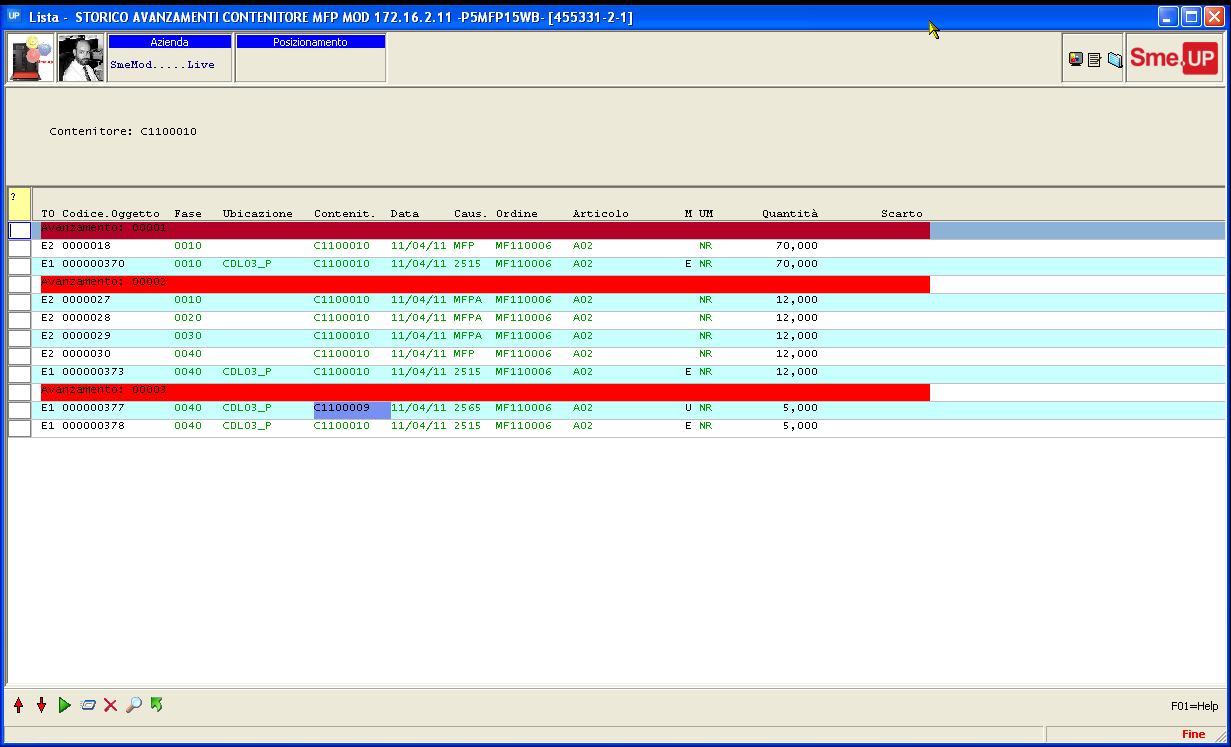 UP Lista - STORICO AVANZAMENTI CONTENITORE MFP MOD 172.16.2.11 -P5MFP15WB- [455331-2-1]
Azienda
SmeMod.....Live
Posizionamento
Sme.UP
Contenitore: C1100010
?
TO Codice.Oggetto Fase Ubicazione Contenit. Data Caus. Ordine Articolo M UM Quantità Scarto
Avanzamento: 00001
E2 0000018 0010 C1100010 11/04/11 MFP MF110006 A02 NR 70,000
E1 000000370 0010 CDL03_P C1100010 11/04/11 2515 MF110006 A02 E NR 70,000
Avanzamento: 00002
E2 0000027 0010 C1100010 11/04/11 MFPA MF110006 A02 NR 12,000
E2 0000028 0020 C1100010 11/04/11 MFPA MF110006 A02 NR 12,000
E2 0000029 0030 C1100010 11/04/11 MFPA MF110006 A02 NR 12,000
E2 0000030 0040 C1100010 11/04/11 MFP MF110006 A02 NR 12,000
E1 000000373 0040 CDL03_P C1100010 11/04/11 2515 MF110006 A02 E NR 12,000
Avanzamento: 00003
E1 000000377 0040 CDL03_P C1100009 11/04/11 2565 MF110006 A02 U NR 5,000
E1 000000378 0040 CDL03_P C1100010 11/04/11 2515 MF110006 A02 E NR 5,000
F01=Help
Fine